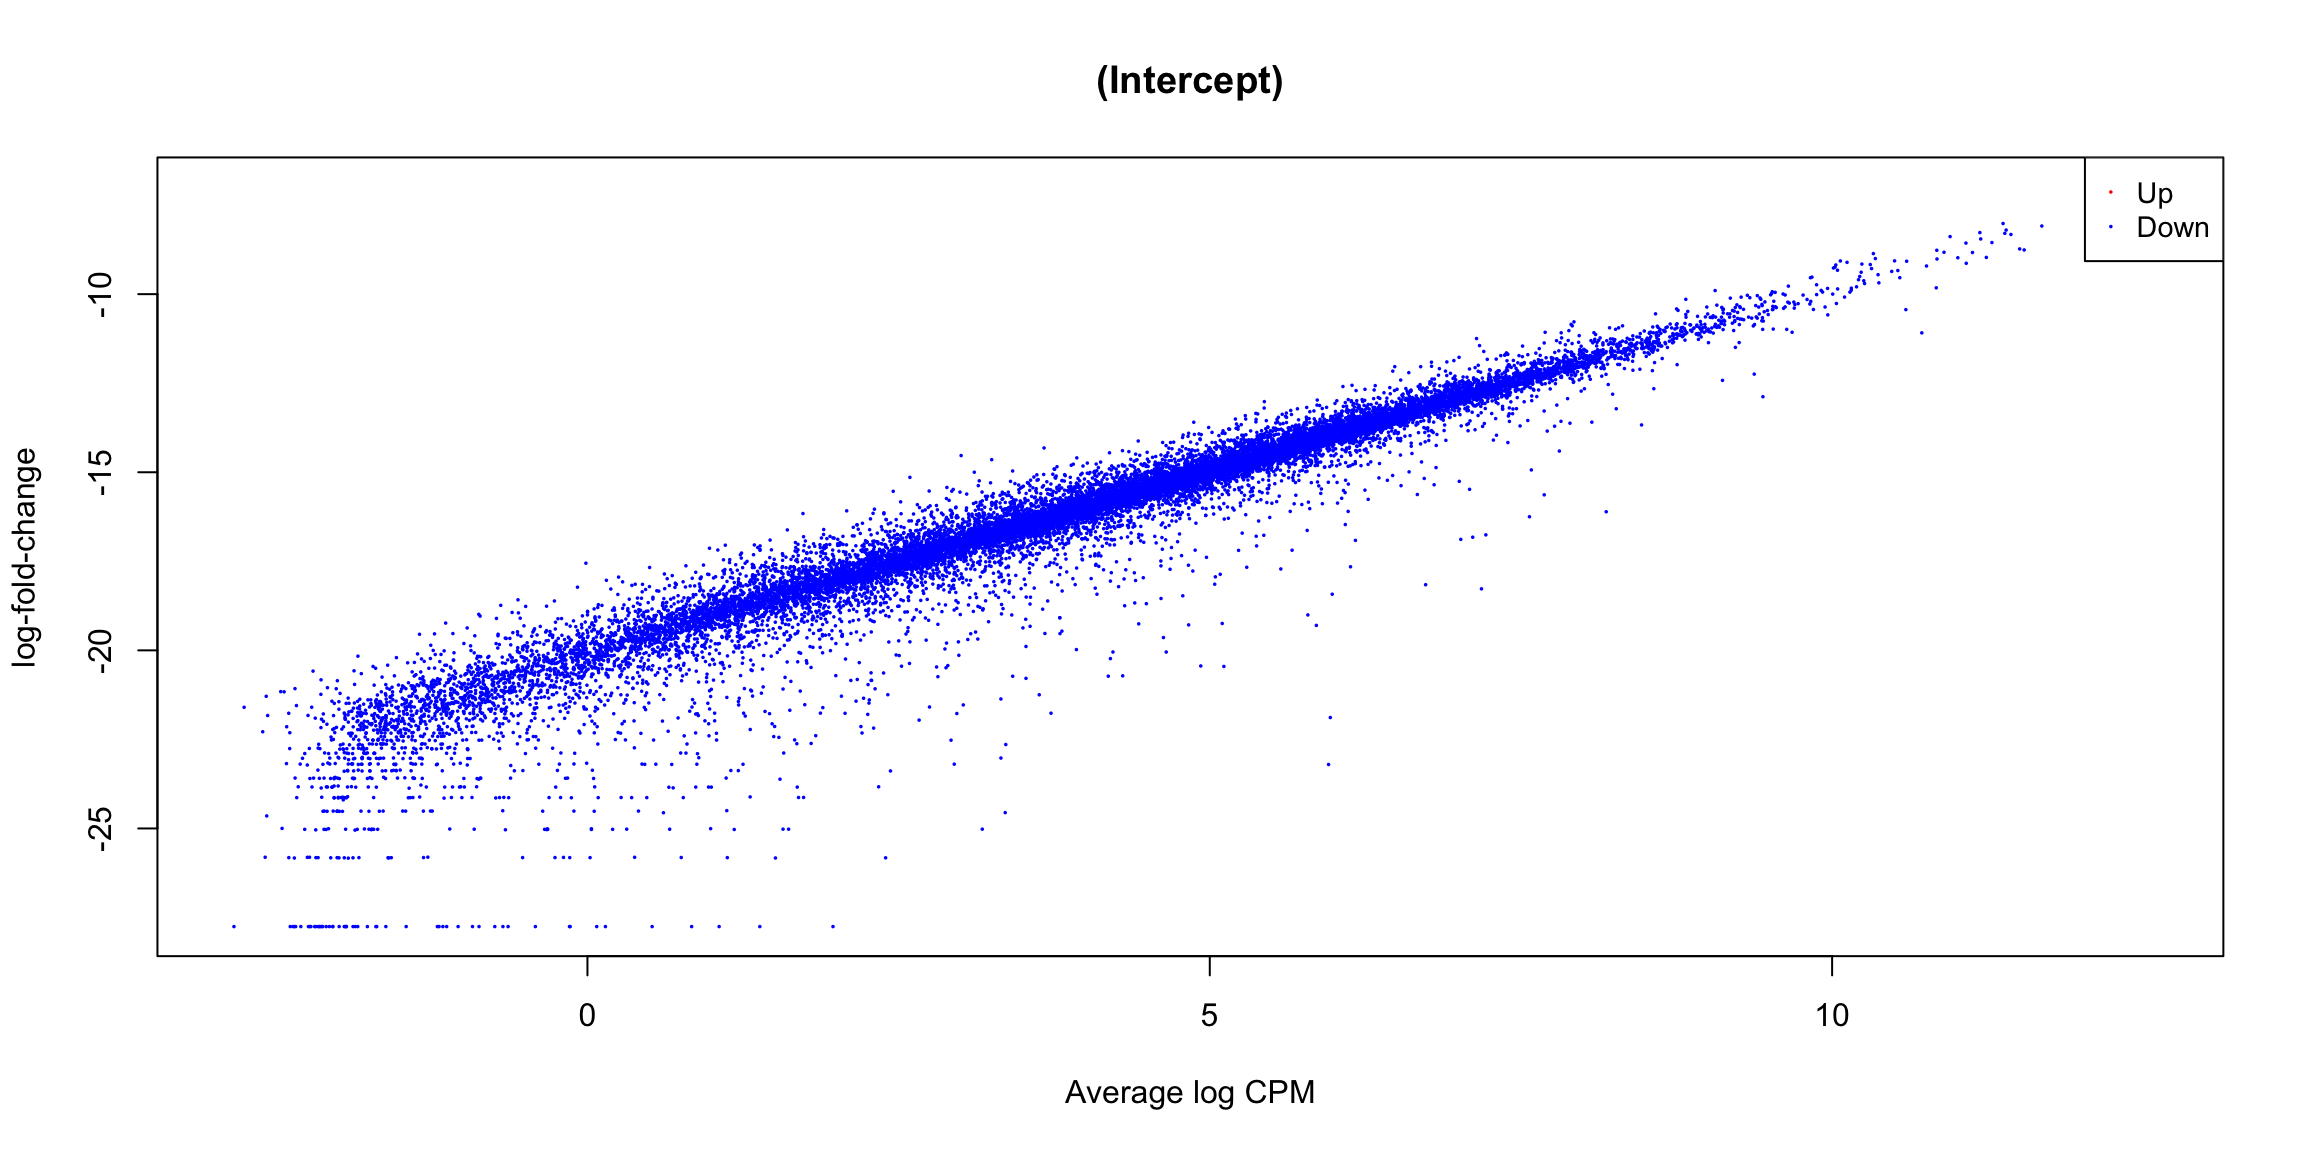 (Intercept)
Up
Down
log-fold-change
-10
-15
-20
-25
0 5 10
Average log CPM